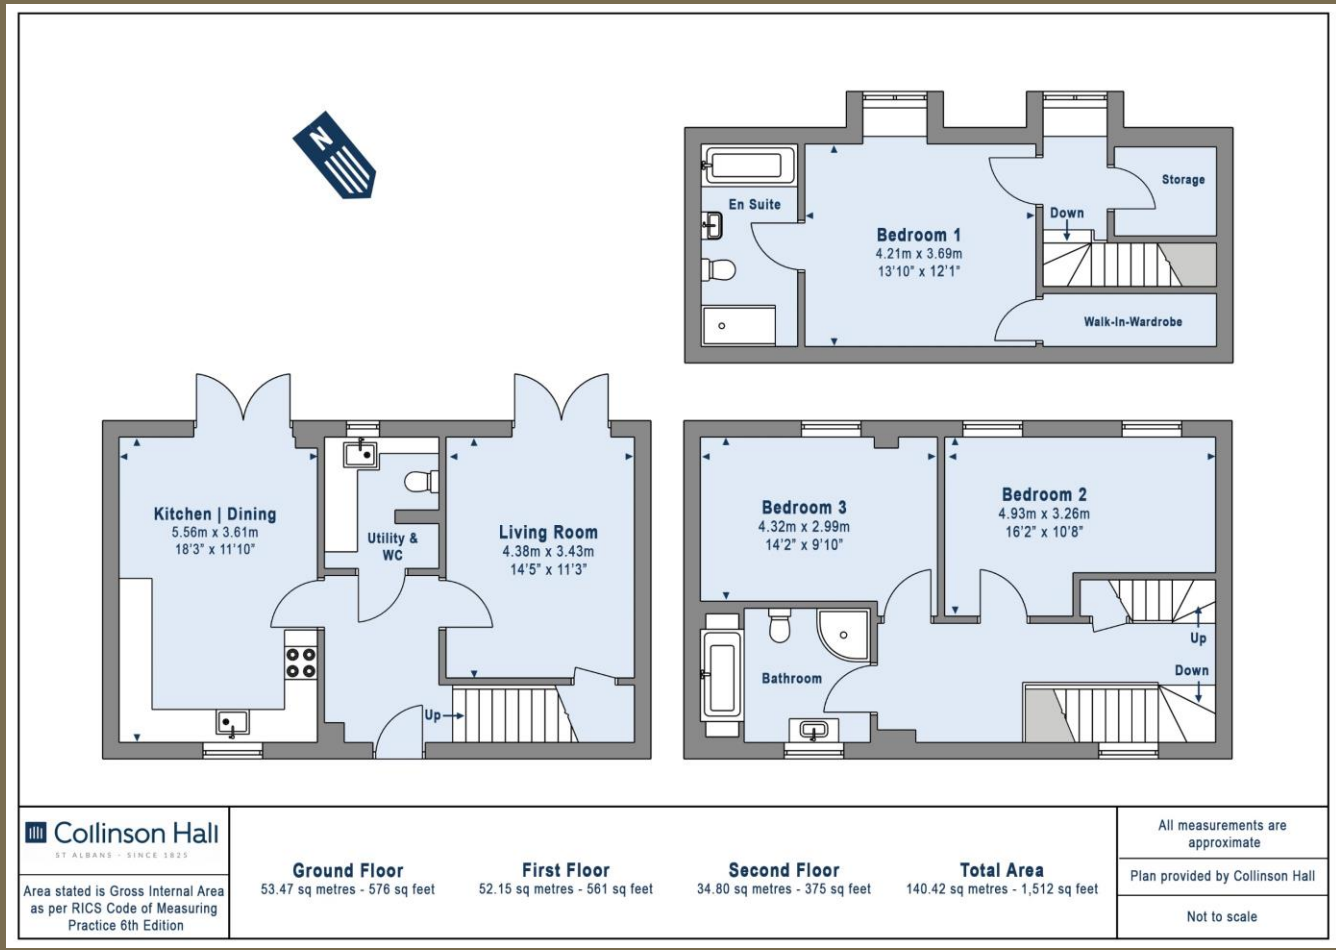 N
En Suite
Bedroom 1
4.21m x 3.69m
13'10" x 12'1"
Storage
Down
Walk-In-Wardrobe
Kitchen | Dining
5.56m x 3.61m
18'3" x 11'10"
Utility &
WC
Living Room
4.38m x 3.43m
14'5" x 11'3"
Up
Bedroom 3
4.32m x 2.99m
14'2" x 9'10"
Bedroom 2
4.93m x 3.26m
16'2" x 10'8"
Bathroom
Up
Down
Collinson Hall
ST ALBANS - SINCE 1825
Area stated is Gross Internal Area
as per RICS Code of Measuring
Practice 6th Edition
Ground Floor
53.47 sq metres - 576 sq feet
First Floor
52.15 sq metres - 561 sq feet
Second Floor
34.80 sq metres - 375 sq feet
Total Area
140.42 sq metres - 1,512 sq feet
All measurements are
approximate
Plan provided by Collinson Hall
Not to scale